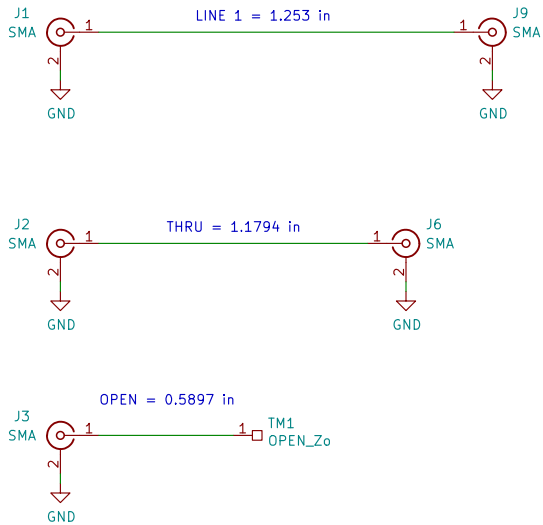 J1
SMA
1
LINE 1 = 1.253 in
1
J9
SMA
2
2
GND
GND
J2
SMA
1
THRU = 1.1794 in
1
J6
SMA
2
2
GND
GND
J3
SMA
1
OPEN = 0.5897 in
1
TM1
OPEN_Zo
2
GND